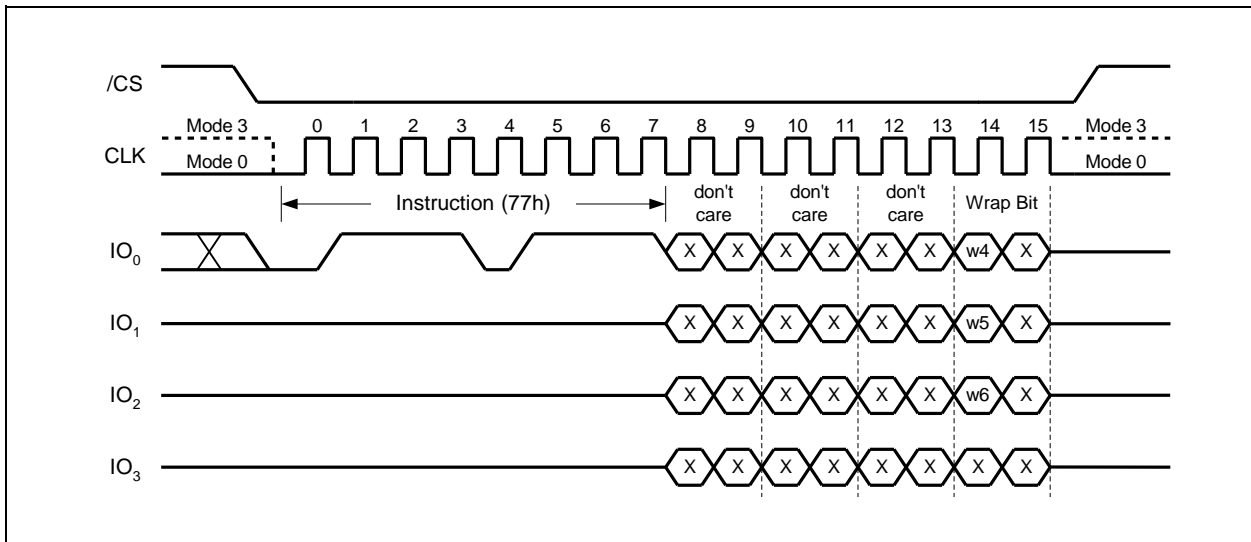 /CS
Mode 3 0 1 2 3 4 5 6 7 8 9 10 11 12 13 14 15 Mode 3
CLK Mode 0 Mode 0
Instruction (77h) don't care don't care don't care Wrap Bit
IO0 X X X X X X w4 X
IO1 X X X X X X w5 X
IO2 X X X X X X w6 X
IO3 X X X X X X X X